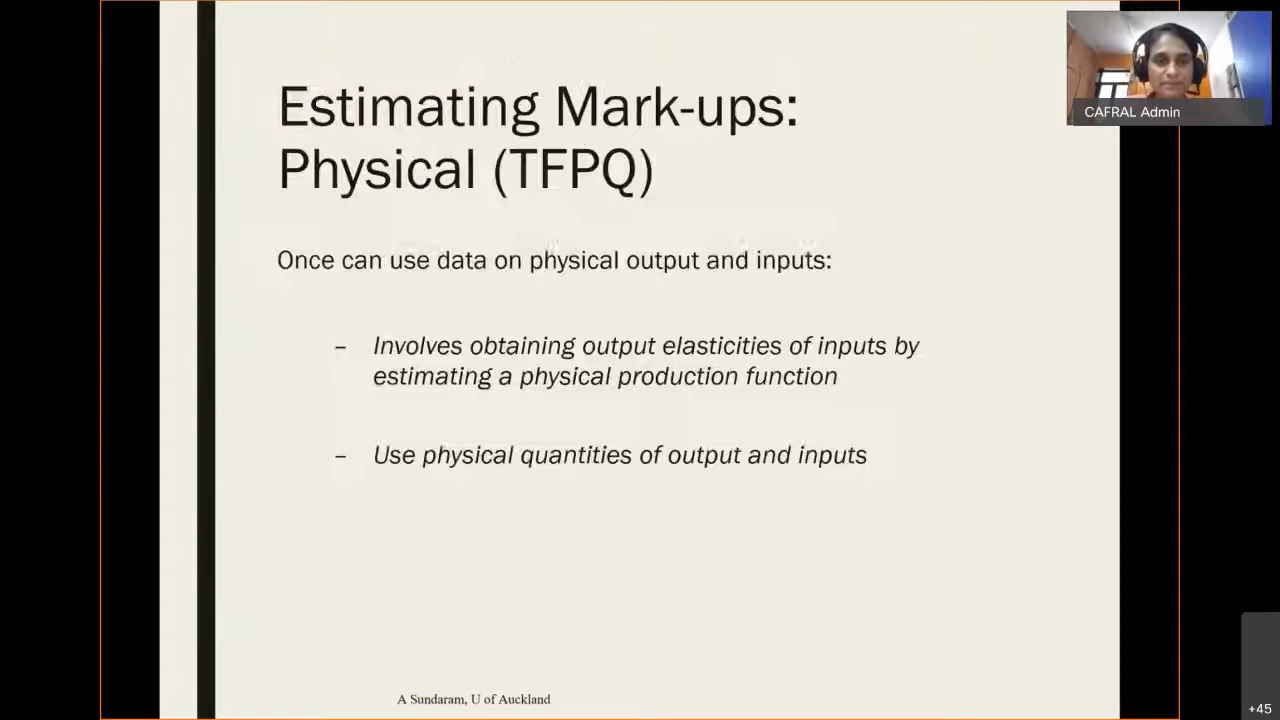 Estimating Mark-ups:
Physical (TFPQ)
Once can use data on physical output and inputs:
– Involves obtaining output elasticities of inputs by
estimating a physical production function
– Use physical quantities of output and inputs
A Sundaram, U of Auckland
CAFRAL Admin
+45